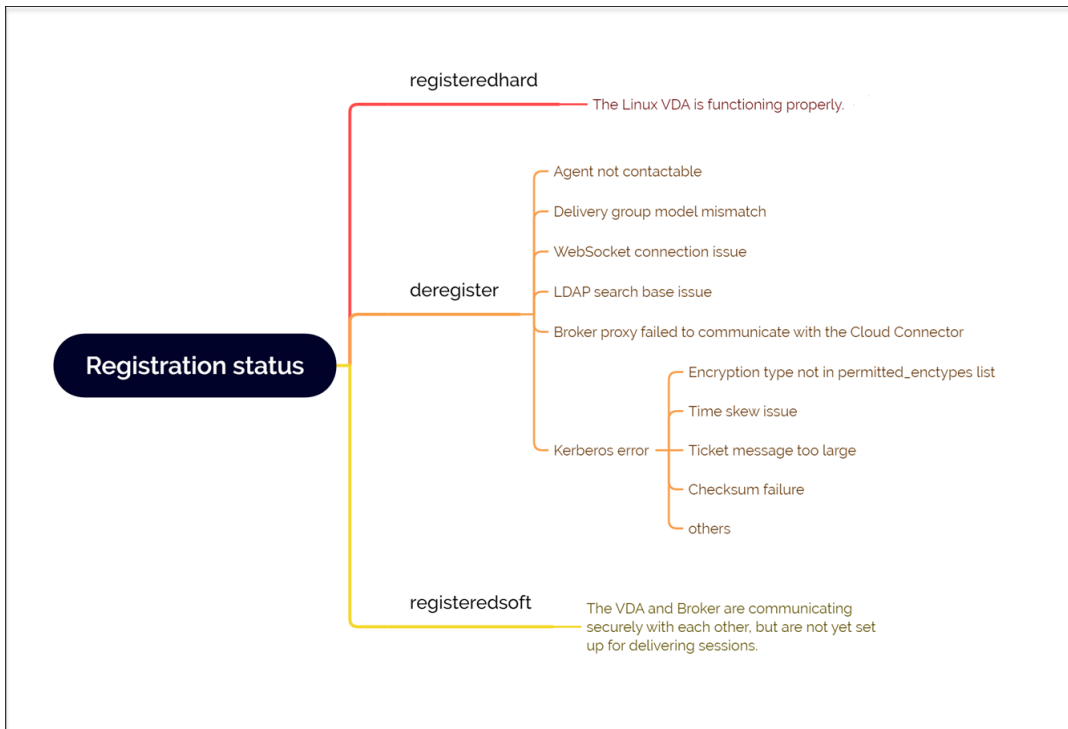 registeredhard
The Linux VDA is functioning properly.
Agent not contactable
Delivery group model mismatch
WebSocket connection issue
deregister
LDAP search base issue
Broker proxy failed to communicate with the Cloud Connector
Registration status
Encryption type not in permitted_enctypes list
Time skew issue
Kerberos error
Ticket message too large
Checksum failure
others
registeredsoft
The VDA and Broker are communicating
securely with each other, but are not yet set
up for delivering sessions.